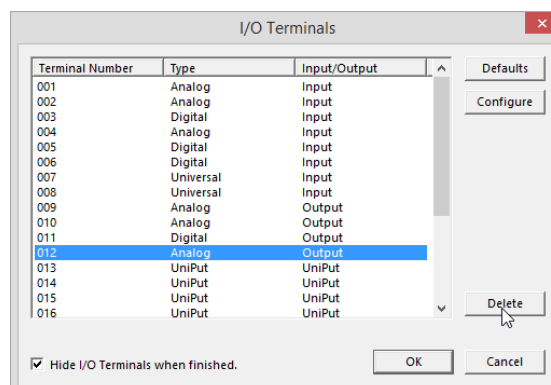 I/O Terminals
Terminal Number Type Input/Output
001 Analog Input
002 Analog Input
003 Digital Input
004 Analog Input
005 Digital Input
006 Digital Input
007 Universal Input
008 Universal Input
009 Analog Output
010 Analog Output
011 Digital Output
012 Analog Output
013 UniPut UniPut
014 UniPut UniPut
015 UniPut UniPut
016 UniPut UniPut
Defaults
Configure
Delete
Hide I/O Terminals when finished.
OK
Cancel